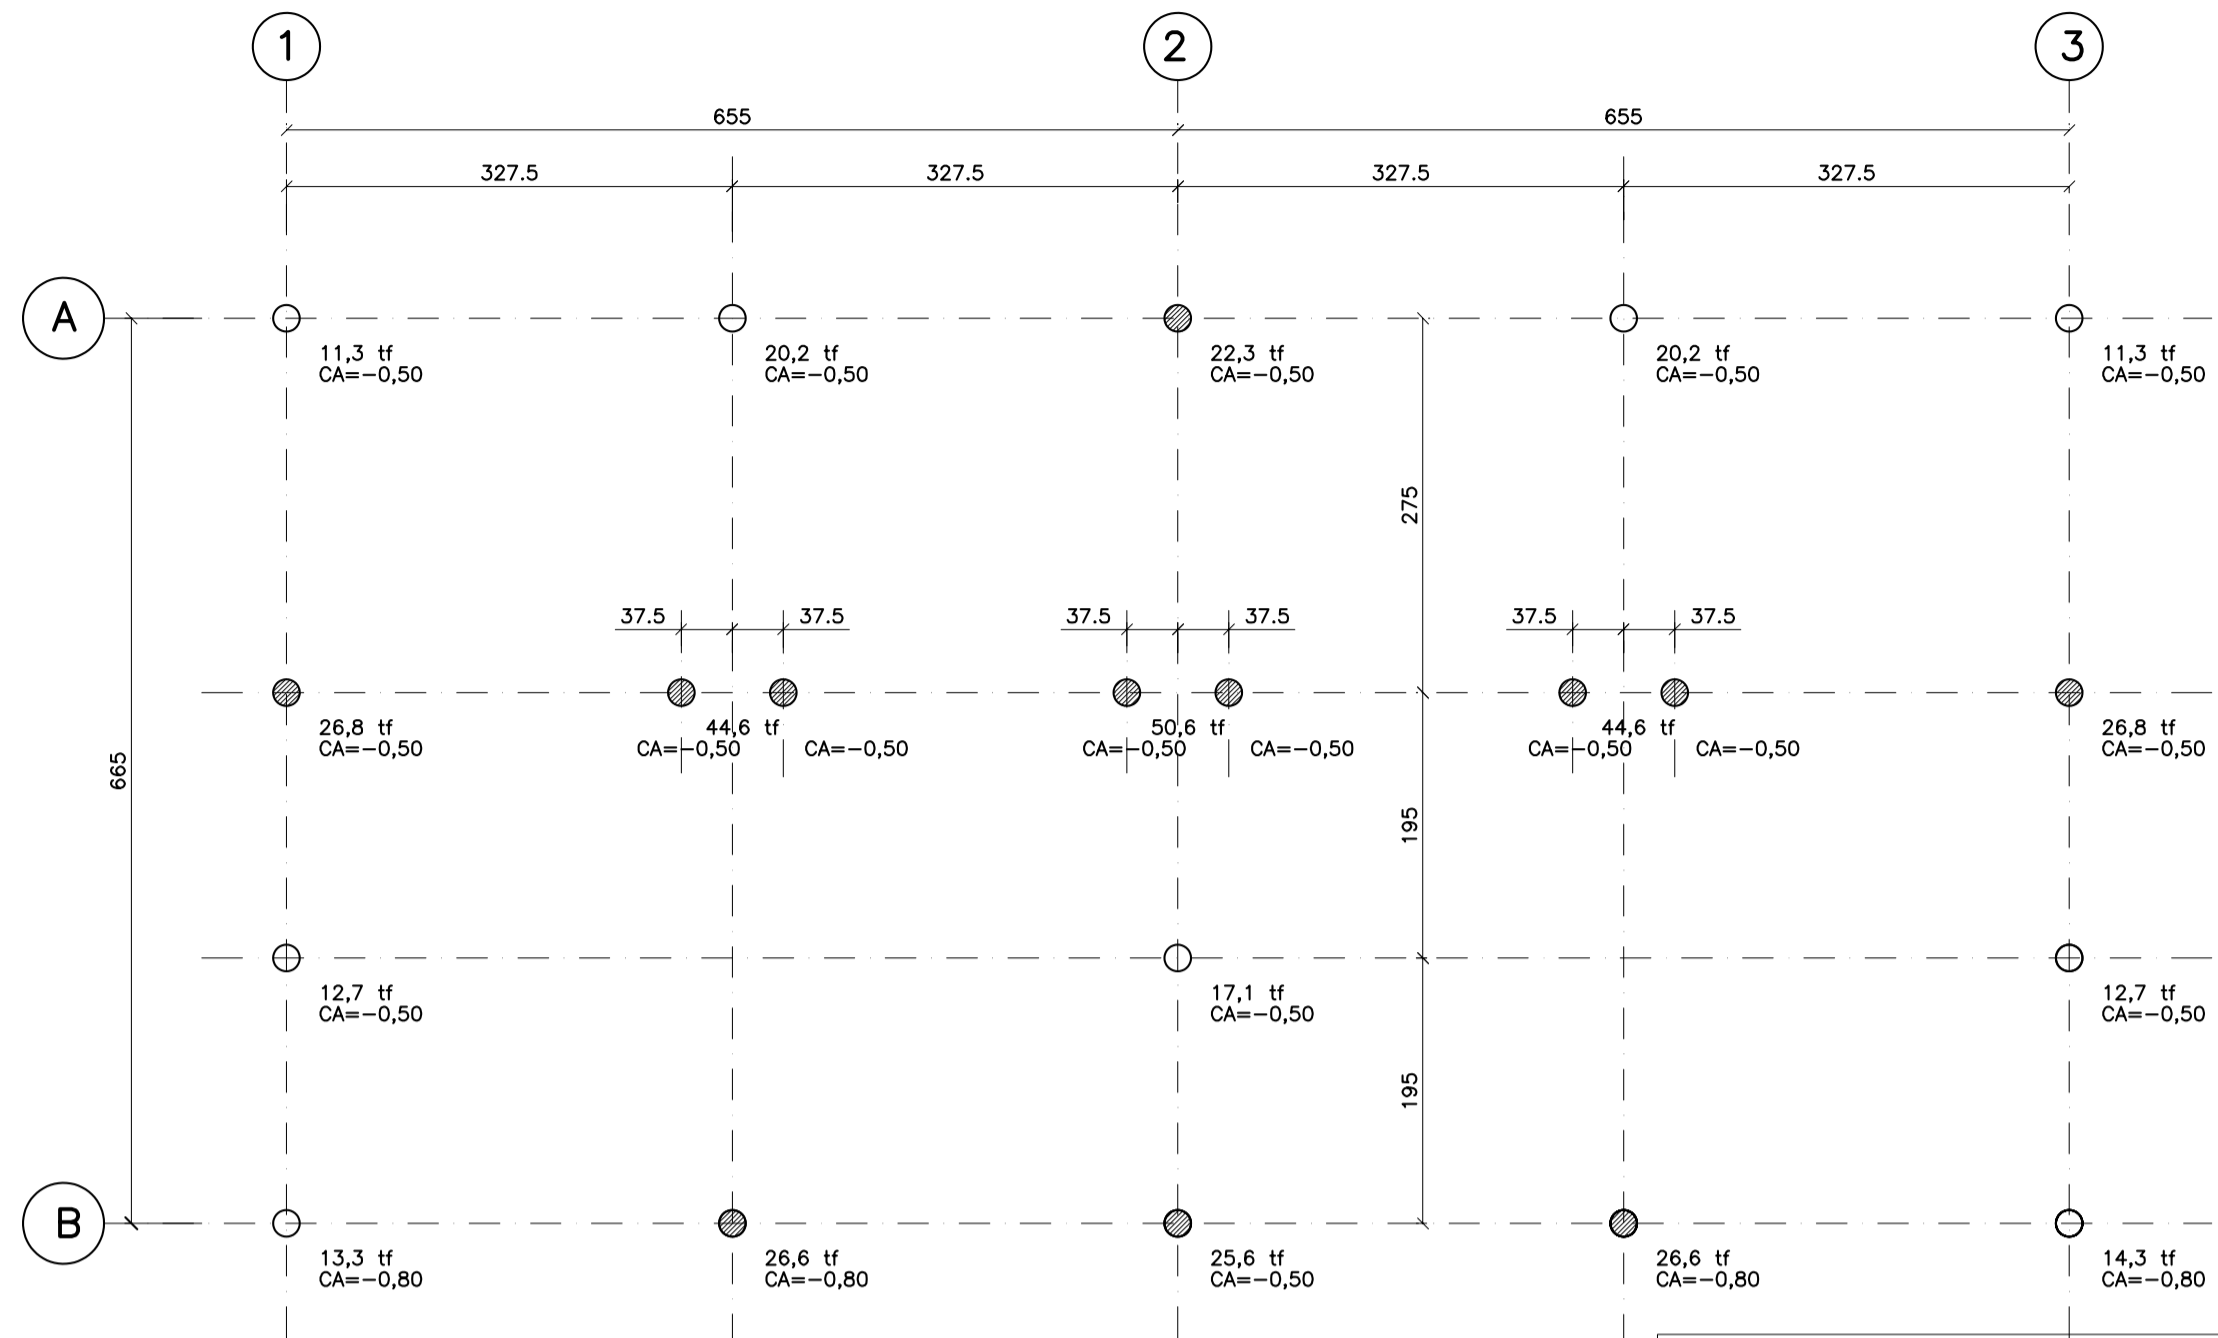 1
2
3
655
655
327.5
327.5
327.5
327.5
A
11,3 tf
CA=-0,50
20,2 tf
CA=-0,50
22,3 tf
CA=-0,50
20,2 tf
CA=-0,50
11,3 tf
CA=-0,50
275
37.5
37.5
37.5
37.5
37.5
37.5
26,8 tf
CA=-0,50
44,6 tf
CA=-0,50
CA=-0,50
50,6 tf
CA=-0,50
CA=-0,50
44,6 tf
CA=-0,50
CA=-0,50
26,8 tf
CA=-0,50
665
195
12,7 tf
CA=-0,50
17,1 tf
CA=-0,50
12,7 tf
CA=-0,50
195
B
13,3 tf
CA=-0,80
26,6 tf
CA=-0,80
25,6 tf
CA=-0,50
26,6 tf
CA=-0,80
14,3 tf
CA=-0,80